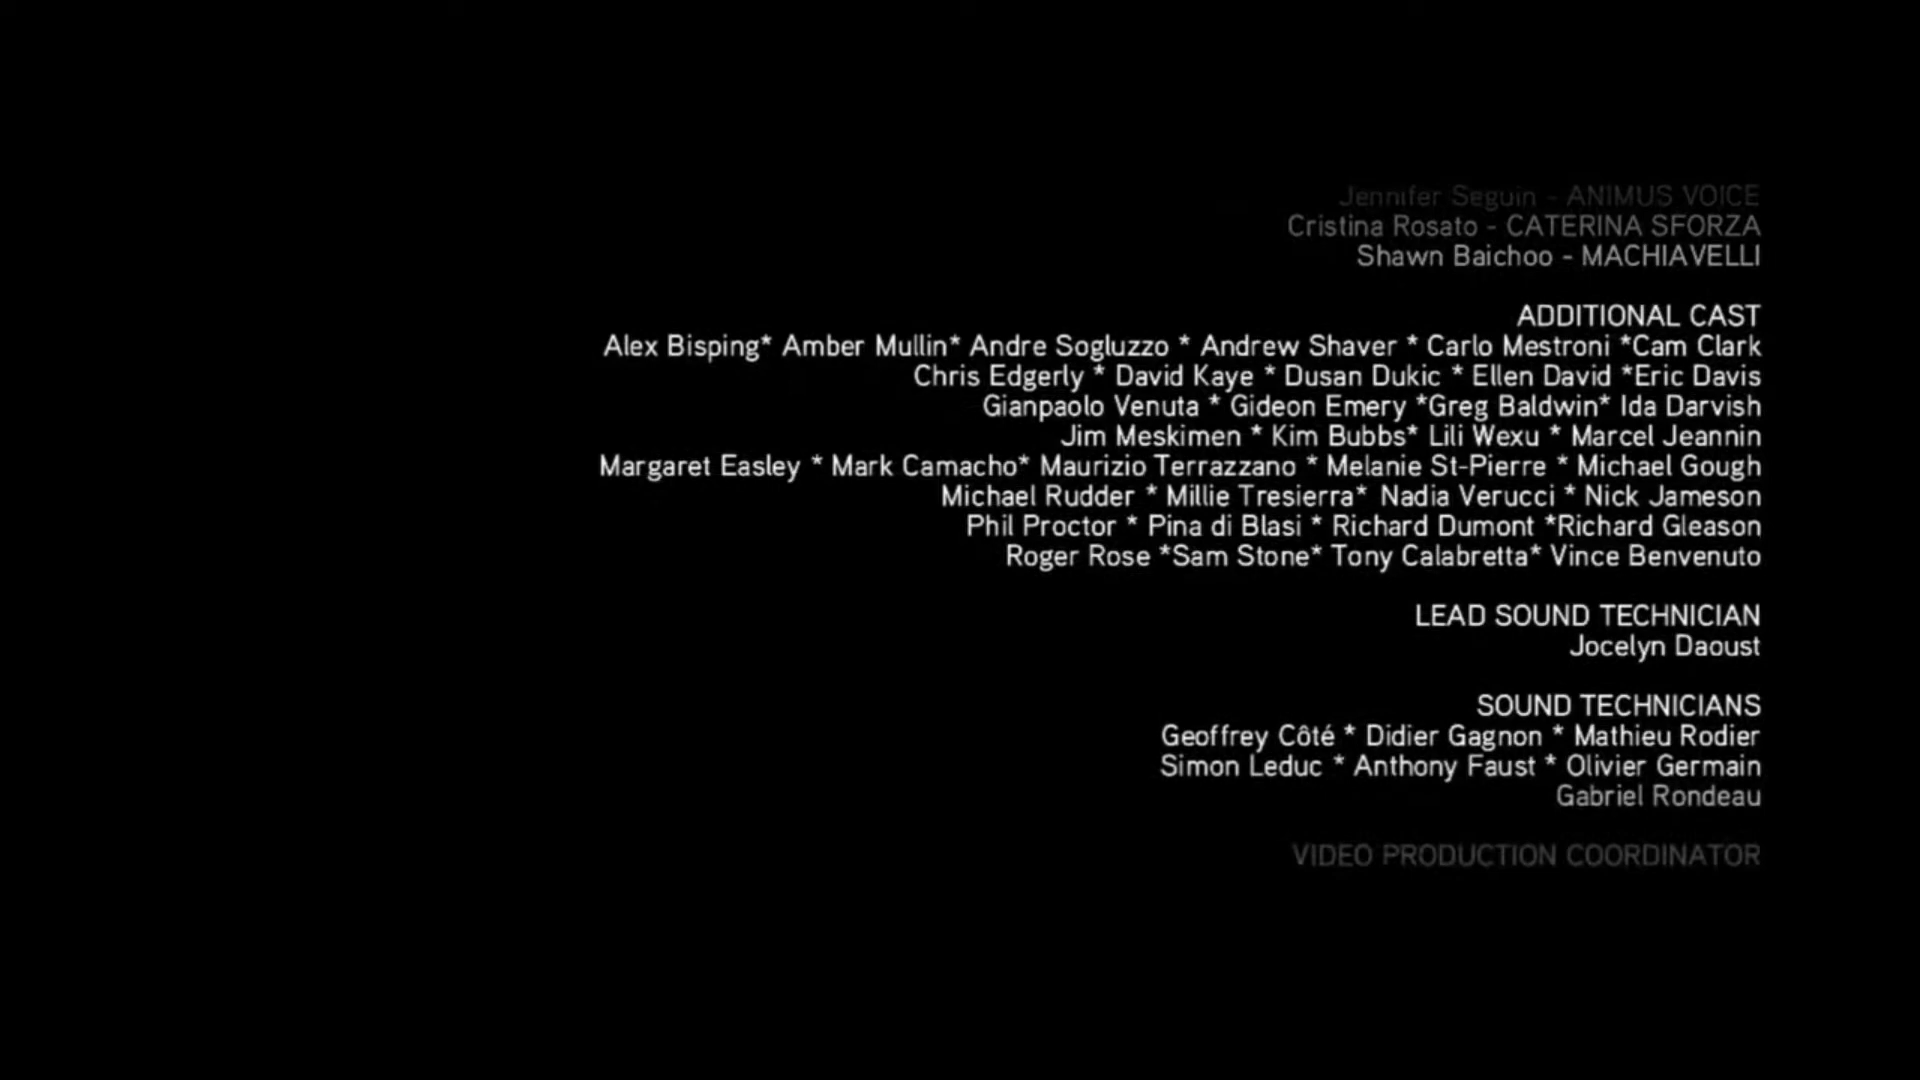 Jennifer Seguin - ANIMUS VOICE
Cristina Rosato - CATERINA SFORZA
Shawn Baichoo - MACHIAVELLI
ADDITIONAL CAST
Alex Bisping* Amber Mullin* Andre Sogluzzo * Andrew Shaver * Carlo Mestroni *Cam Clark
Chris Edgerly * David Kaye * Dusan Dukic * Ellen David *Eric Davis
Gianpaolo Venuta * Gideon Emery *Greg Baldwin* Ida Darvish
Jim Meskimen * Kim Bubbs* Lili Wexu * Marcel Jeannin
Margaret Easley * Mark Camacho* Maurizio Terrazzano * Melanie St-Pierre * Michael Gough
Michael Rudder * Millie Tresierra* Nadia Verucci * Nick Jameson
Phil Proctor * Pina di Blasi * Richard Dumont *Richard Gleason
Roger Rose *Sam Stone* Tony Calabretta* Vince Benvenuto
LEAD SOUND TECHNICIAN
Jocelyn Daoust
SOUND TECHNICIANS
Geoffrey Côté * Didier Gagnon * Mathieu Rodier
Simon Leduc * Anthony Faust * Olivier Germain
Gabriel Rondeau
VIDEO PRODUCTION COORDINATOR